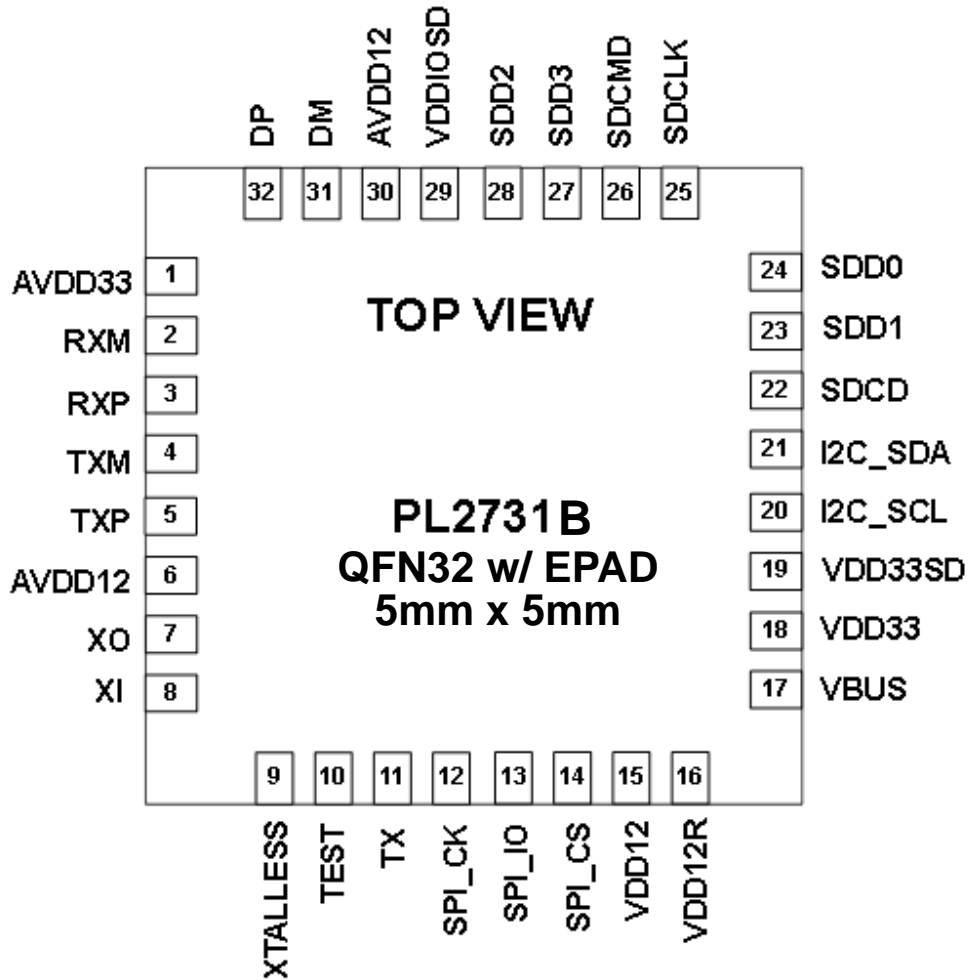 DP
DM
AVDD12
VDDIOSD
SDD2
SDD3
SDCMD
SDCLK
32
31
30
29
28
27
26
25
AVDD33
1
RXM
2
RXP
3
TXM
4
TXP
5
AVDD12
6
XO
7
XI
8
TOP VIEW
PL2731B
QFN32 w/ EPAD
5mm x 5mm
24
SDD0
23
SDD1
22
SDCD
21
I2C_SDA
20
I2C_SCL
19
VDD33SD
18
VDD33
17
VBUS
9
10
11
12
13
14
15
16
XTALLESS
TEST
TX
SPI_CK
SPI_IO
SPI_CS
VDD12
VDD12R